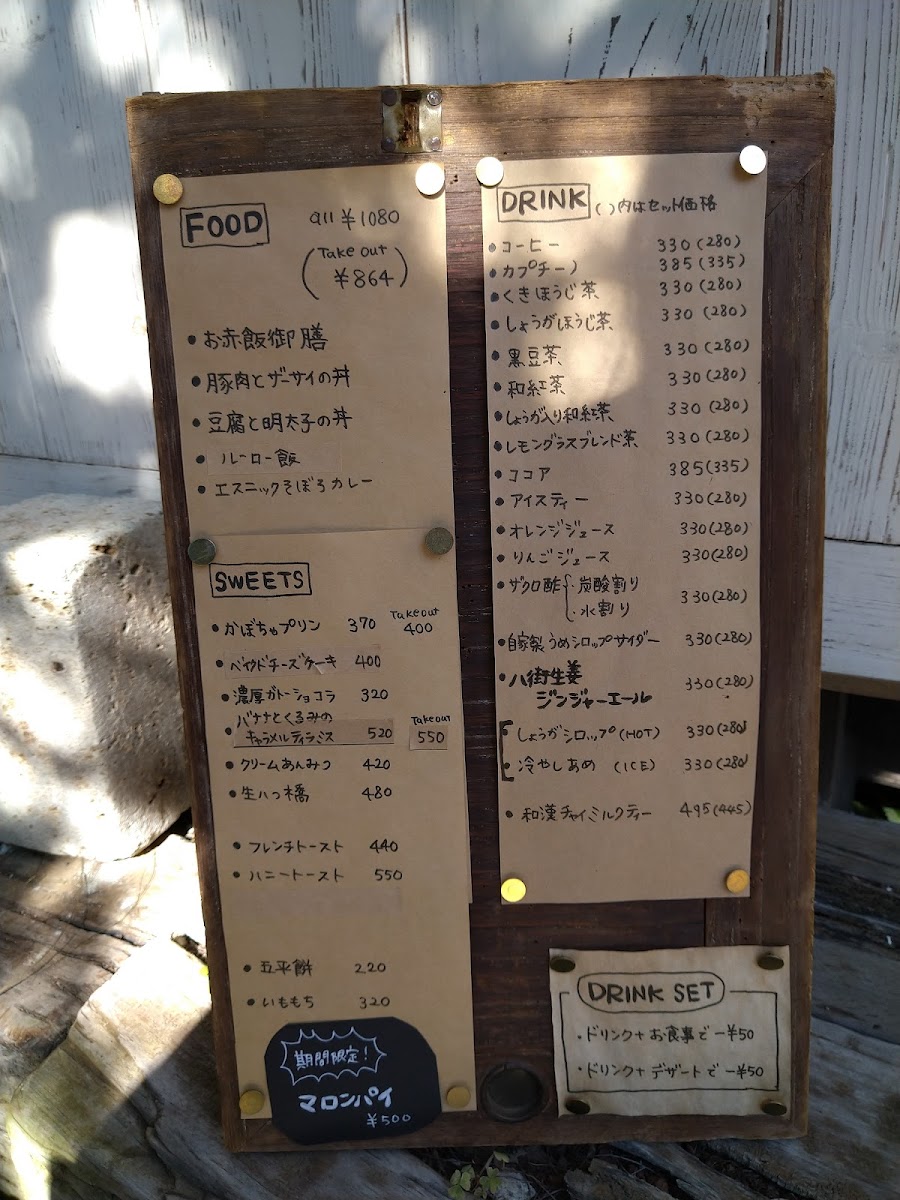 FOOD all ¥1080
(Take out
¥864)
• お赤飯御膳
• 豚肉とザーサイの丼
• 豆腐と明太子の丼
• ルーロー飯
• エスニックそぼろカレー
SWEETS
Takeout
• かぼちゃプリン 370 400
• ベイクドチーズケーキ 400
• 濃厚ガトーショコラ 320
• バナナとくるみの Takeout
キャラメルティラミス 520 550
• クリームあんみつ 420
• 生八つ橋 480
• フレンチトースト 440
• ハニートースト 550
• 五平餅 220
• いももち 320
期間限定!
マロンパイ
¥500
DRINK ( )内はセット価格
• コーヒー 330(280)
• カプチーノ 385(335)
• くきほうじ茶 330(280)
• しょうがほうじ茶 330(280)
• 黒豆茶 330(280)
• 和紅茶 330(280)
• しょうが入り和紅茶 330(280)
• レモングラスブレンド茶 330(280)
• ココア 385(335)
• アイスティー 330(280)
• オレンジジュース 330(280)
• りんごジュース 330(280)
• ザクロ酢{・炭酸割り
・水割り 330(280)
• 自家製うめシロップサイダー 330(280)
• 八街生姜
ジンジャーエール 330(280)
• しょうがシロップ(HOT) 330(280)
• 冷やしあめ (ICE) 330(280)
• 和漢チャイミルクティー 495(445)
DRINK SET
・ドリンク+お食事で-¥50
・ドリンク+デザートで-¥50